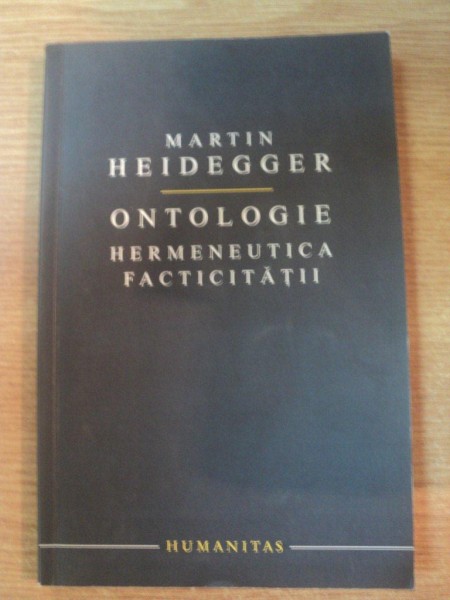 MARTIN
HEIDEGGER
ONTOLOGIE
HERMENEUTICA
FACTICITĂȚII
HUMANITAS